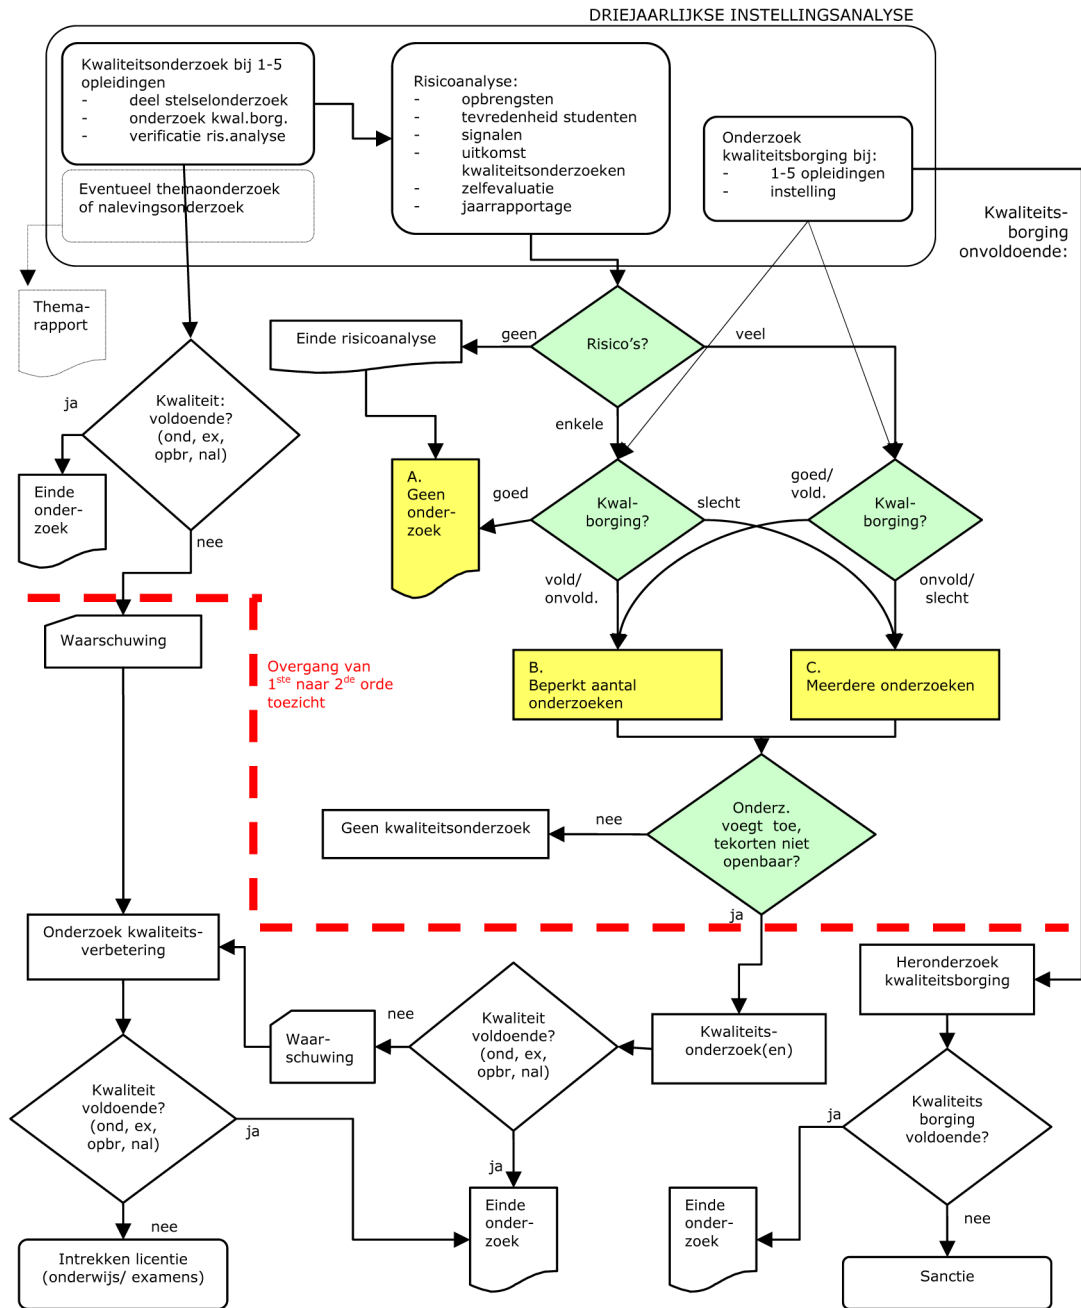 DRIEJAARLIJKSE INSTELLINGSANALYSE
Kwaliteitsonderzoek bij 1-5
opleidingen
- deel stelselonderzoek
- onderzoek kwal.borg.
- verificatie ris.analyse
Risicoanalyse:
- opbrengsten
- tevredenheid studenten
- signalen
- uitkomst
kwaliteitsonderzoeken
- zelfevaluatie
- jaarrapportage
Onderzoek
kwaliteitsborging bij:
- 1-5 opleidingen
- instelling
Eventueel themaonderzoek
of nalevingsonderzoek
Kwaliteits-
borging
onvoldoende:
Thema-
rapport
Einde risicoanalyse
geen
Risico's?
veel
enkele
ja
Kwaliteit:
voldoende?
(ond, ex,
opbr, nal)
nee
Einde
onder-
zoek
A.
Geen
onder-
zoek
goed
Kwal-
borging?
slecht
goed/
vold.
Kwal-
borging?
vold/
onvold.
onvold/
slecht
Waarschuwing
Overgang van
1ste naar 2de orde
toezicht
B.
Beperkt aantal
onderzoeken
C.
Meerdere onderzoeken
Geen kwaliteitsonderzoek
nee
Onderz.
voegt toe,
tekorten niet
openbaar?
ja
Onderzoek kwaliteits-
verbetering
Heronderzoek
kwaliteitsborging
Waar-
schuwing
nee
Kwaliteit
voldoende?
(ond, ex,
opbr, nal)
ja
Kwaliteits-
onderzoek(en)
Kwaliteit
voldoende?
(ond, ex,
opbr, nal)
ja
nee
Kwaliteits
borging
voldoende?
ja
nee
Einde
onder-
zoek
Einde
onder-
zoek
Intrekken licentie
(onderwijs/ examens)
Sanctie